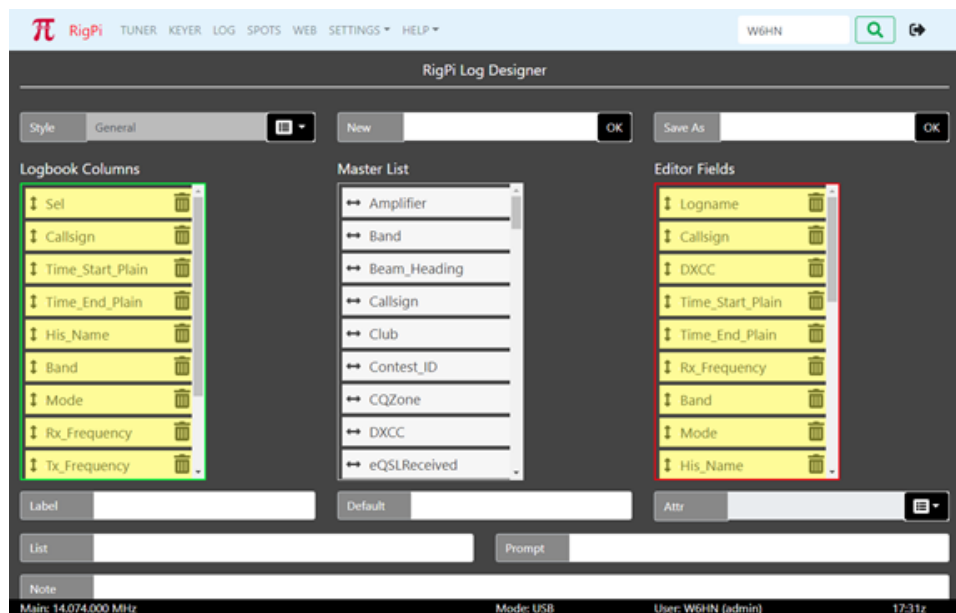 π RigPi TUNER KEYER LOG SPOTS WEB SETTINGS HELP W6HN
RigPi Log Designer
Style General New OK Save As OK
Logbook Columns Master List Editor Fields
Sel Amplifier Logname
Callsign Band Callsign
Time_Start_Plain Beam_Heading DXCC
Time_End_Plain Callsign Time_Start_Plain
His_Name Club Time_End_Plain
Band Contest_ID Rx_Frequency
Mode CQZone Band
Rx_Frequency DXCC Mode
Tx_Frequency eQSLReceived His_Name
Label Default Attr
List Prompt
Note
Main: 14.074.000 MHz Mode: USB User: W6HN (admin) 17:31z